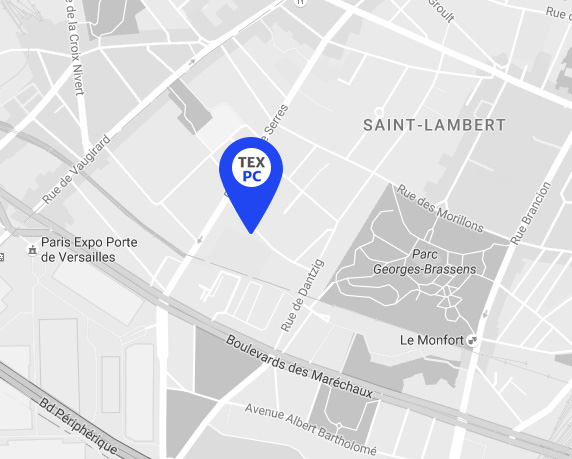 Groult
Rue d
e de la Croix Nivert
e Serres
SAINT-LAMBERT
Rue de Vaugirard
TEX
PC
Rue des Morillons
Rue Brancion
Paris Expo Porte
de Versailles
Parc
Georges-Brassens
Rue de Dantzig
Le Monfort
Boulevards des Maréchaux
Bd Périphérique
Avenue Albert Bartholomé